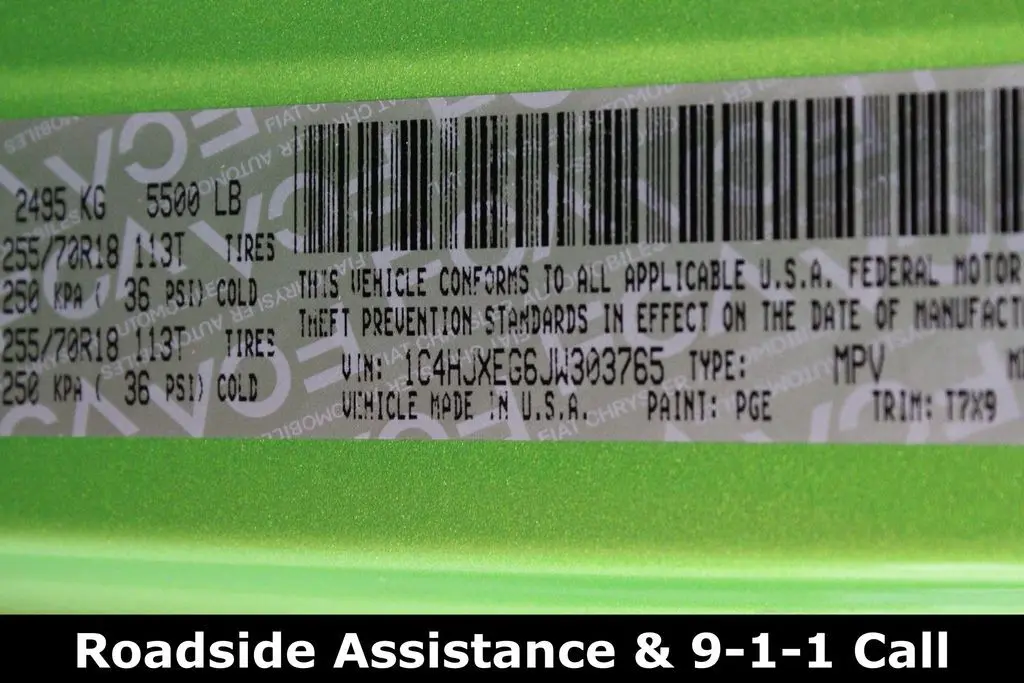 2495 KG 5500 LB
255/70R18 113T TIRES
250 KPA ( 36 PSI) COLD
255/70R18 113T TIRES
250 KPA ( 36 PSI) COLD
THIS VEHICLE CONFORMS TO ALL APPLICABLE U.S.A. FEDERAL MOTOR
THEFT PREVENTION STANDARDS IN EFFECT ON THE DATE OF MANUFACT
VIN: 1C4HJXEG6JW303765 TYPE: MPV
VEHICLE MADE IN U.S.A. PAINT: PGE TRIM: T7X9
Roadside Assistance & 9-1-1 Call